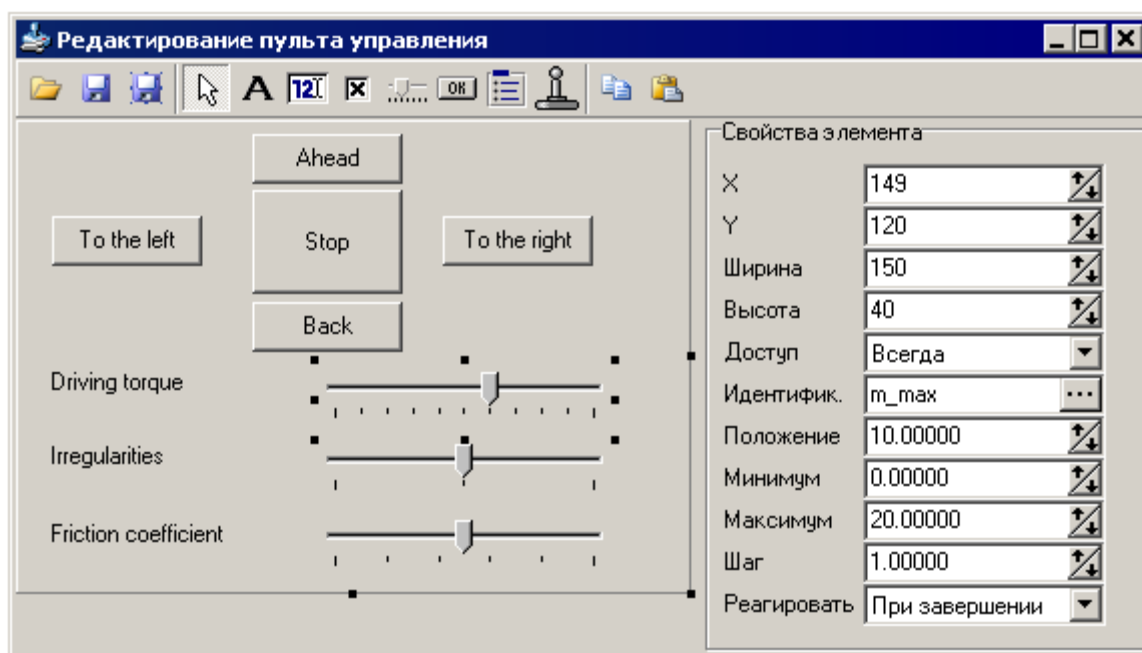 Редактирование пульта управления
A 12 OK
Свойства элемента
Ahead
To the left Stop To the right
Back
Driving torque
Irregularities
Friction coefficient
X 149
Y 120
Ширина 150
Высота 40
Доступ Всегда
Идентифик. m_max ...
Положение 10.00000
Минимум 0.00000
Максимум 20.00000
Шаг 1.00000
Реагировать При завершении